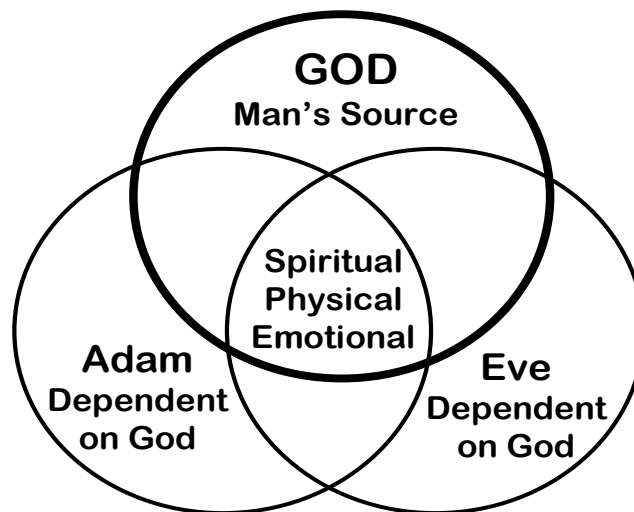 GOD
Man’s Source
Spiritual
Physical
Emotional
Adam
Dependent
on God
Eve
Dependent
on God